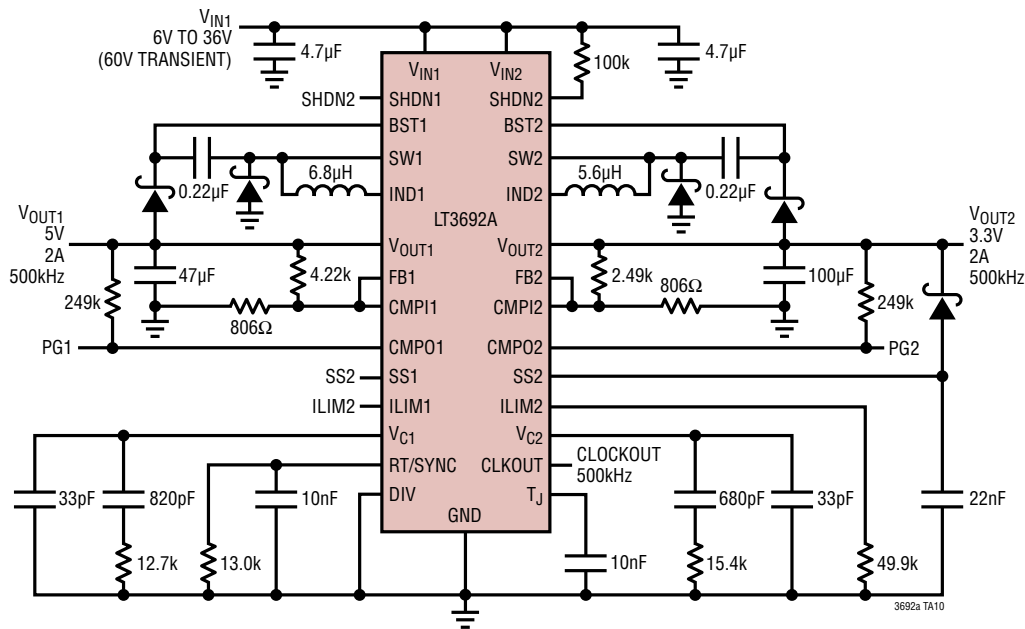 VIN1
6V TO 36V
(60V TRANSIENT)
4.7µF
4.7µF
100k
VIN1
VIN2
SHDN2
SHDN1
SHDN2
BST1
BST2
SW1
SW2
0.22µF
6.8µH
5.6µH
0.22µF
IND1
IND2
LT3692A
VOUT1
5V
2A
500kHz
VOUT1
VOUT2
VOUT2
3.3V
2A
500kHz
47µF
4.22k
FB1
FB2
2.49k
100µF
249k
806Ω
CMPI1
CMPI2
806Ω
249k
PG1
CMPO1
CMPO2
PG2
SS2
SS1
SS2
ILIM2
ILIM1
ILIM2
VC1
VC2
RT/SYNC
CLKOUT
CLOCKOUT
500kHz
33pF
820pF
10nF
DIV
TJ
680pF
33pF
22nF
GND
12.7k
13.0k
10nF
15.4k
49.9k
3692a TA10